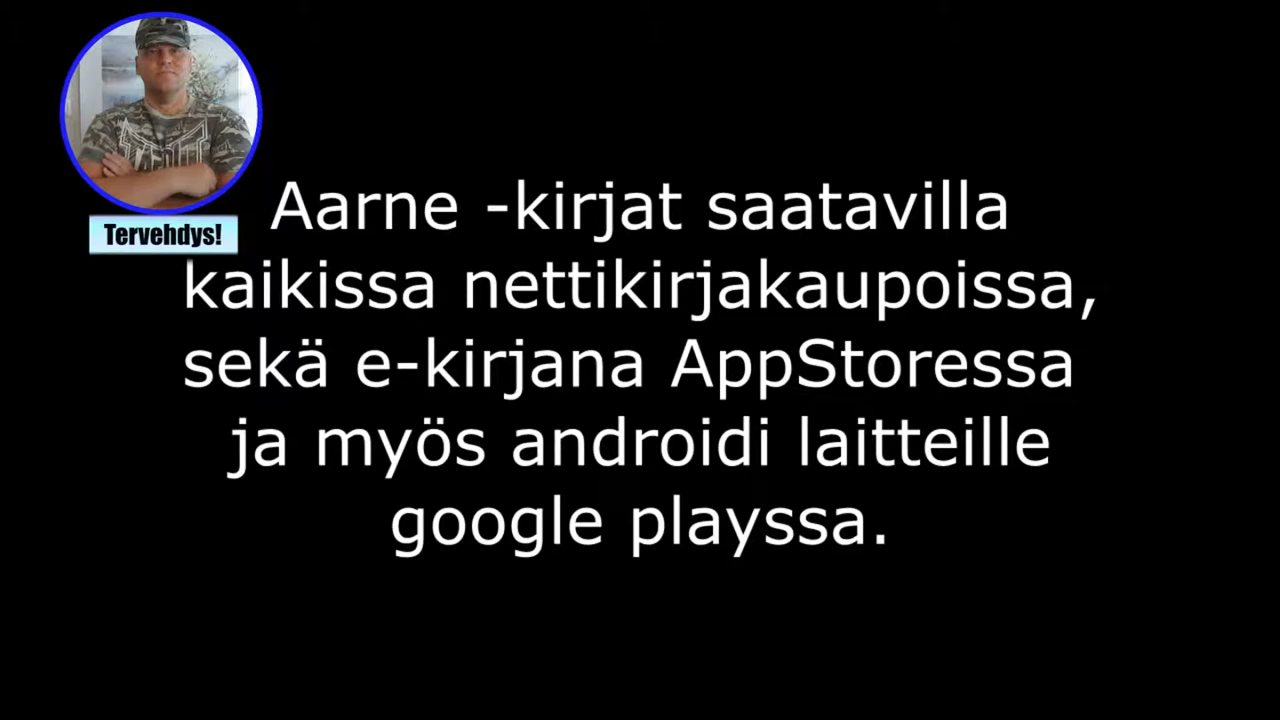 Tervehdys!
Aarne -kirjat saatavilla
kaikissa nettikirjakaupoissa,
sekä e-kirjana AppStoressa
ja myös androidi laitteille
google playssa.